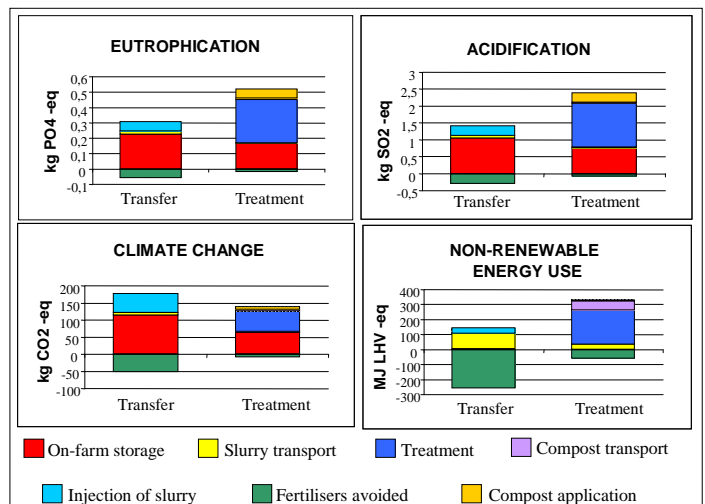 EUTROPHICATION
kg PO4 -eq
0,6
0,5
0,4
0,3
0,2
0,1
0
-0,1
Transfer
Treatment
ACIDIFICATION
kg SO2 -eq
3
2,5
2
1,5
1
0,5
0
-0,5
Transfer
Treatment
CLIMATE CHANGE
kg CO2 -eq
200
150
100
50
0
-50
-100
Transfer
Treatment
NON-RENEWABLE
ENERGY USE
MJ LHV -eq
400
300
200
100
0
-100
-200
-300
Transfer
Treatment
On-farm storage
Slurry transport
Treatment
Compost transport
Injection of slurry
Fertilisers avoided
Compost application